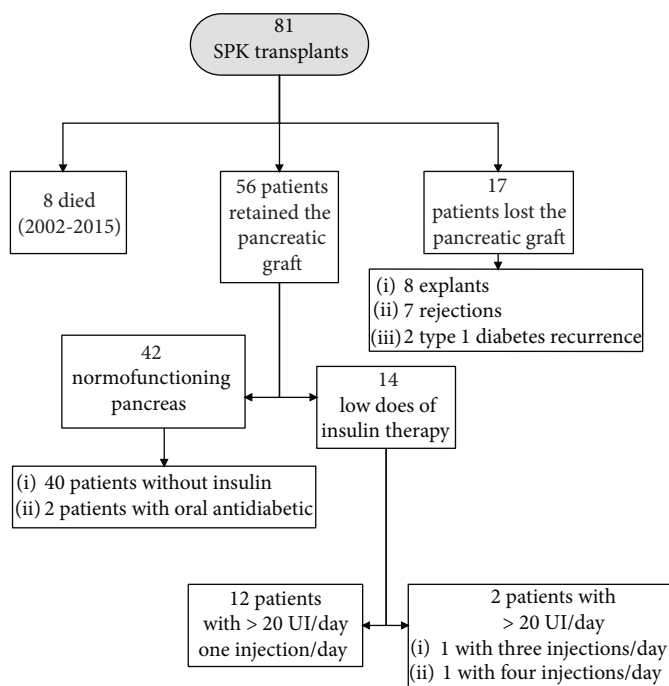 81
SPK transplants
8 died
(2002-2015)
56 patients
retained the
pancreatic
graft
17
patients lost the
pancreatic graft
(i) 8 explants
(ii) 7 rejections
(iii) 2 type 1 diabetes recurrence
42
normofunctioning
pancreas
14
low does of
insulin therapy
(i) 40 patients without insulin
(ii) 2 patients with oral antidiabetic
12 patients
with > 20 UI/day
one injection/day
2 patients with
> 20 UI/day
(i) 1 with three injections/day
(ii) 1 with four injections/day